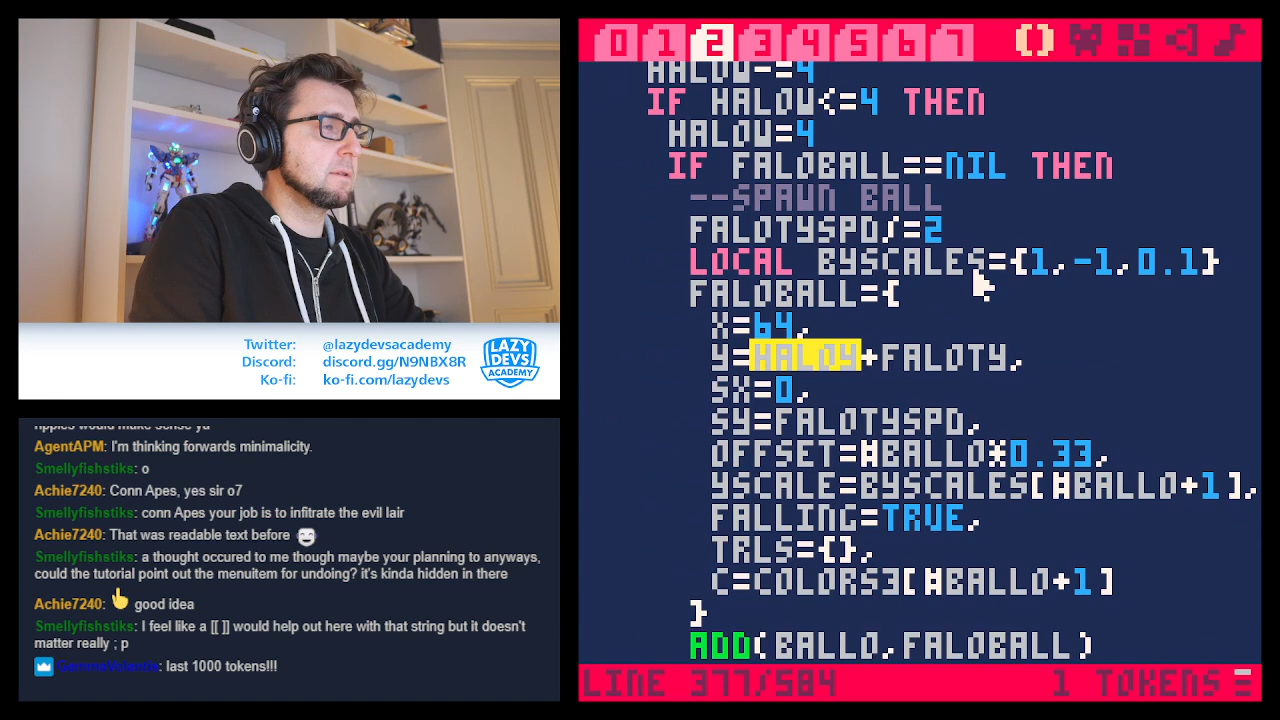 Twitter: @lazydevsacademy
Discord: discord.gg/N9NBX8R
Ko-fi: ko-fi.com/lazydevs
LAZY
DEVS
ACADEMY
ripples would make sense ya
AgentAPM: I'm thinking forwards minimalicity.
Smellyfishstiks: o
Achie7240: Conn Apes, yes sir o7
Smellyfishstiks: conn Apes your job is to infitrate the evil lair
Achie7240: That was readable text before
Smellyfishstiks: a thought occured to me though maybe your planning to anyways,
could the tutorial point out the menuitem for undoing? it's kinda hidden in there
Achie7240: good idea
Smellyfishstiks: I feel like a [[ ]] would help out here with that string but it doesn't
matter really ; p
GammaVolantis: last 1000 tokens!!!
0 1 2 3 4 5 6 7
HALOW-=4
IF HALOW<=4 THEN
HALOW=4
IF FALOBALL==NIL THEN
--SPAWN BALL
FALOTYSPD/=2
LOCAL BYSCALES={1,-1,0.1}
FALOBALL={
X=64,
Y=HALOY+FALOTY,
SX=0,
SY=FALOTYSPD,
OFFSET=#BALLO*0.33,
YSCALE=BYSCALES[#BALLO+1],
FALLING=TRUE,
TRLS={},
C=COLORS3[#BALLO+1]
}
ADD(BALLO,FALOBALL)
LINE 377/584 1 TOKENS